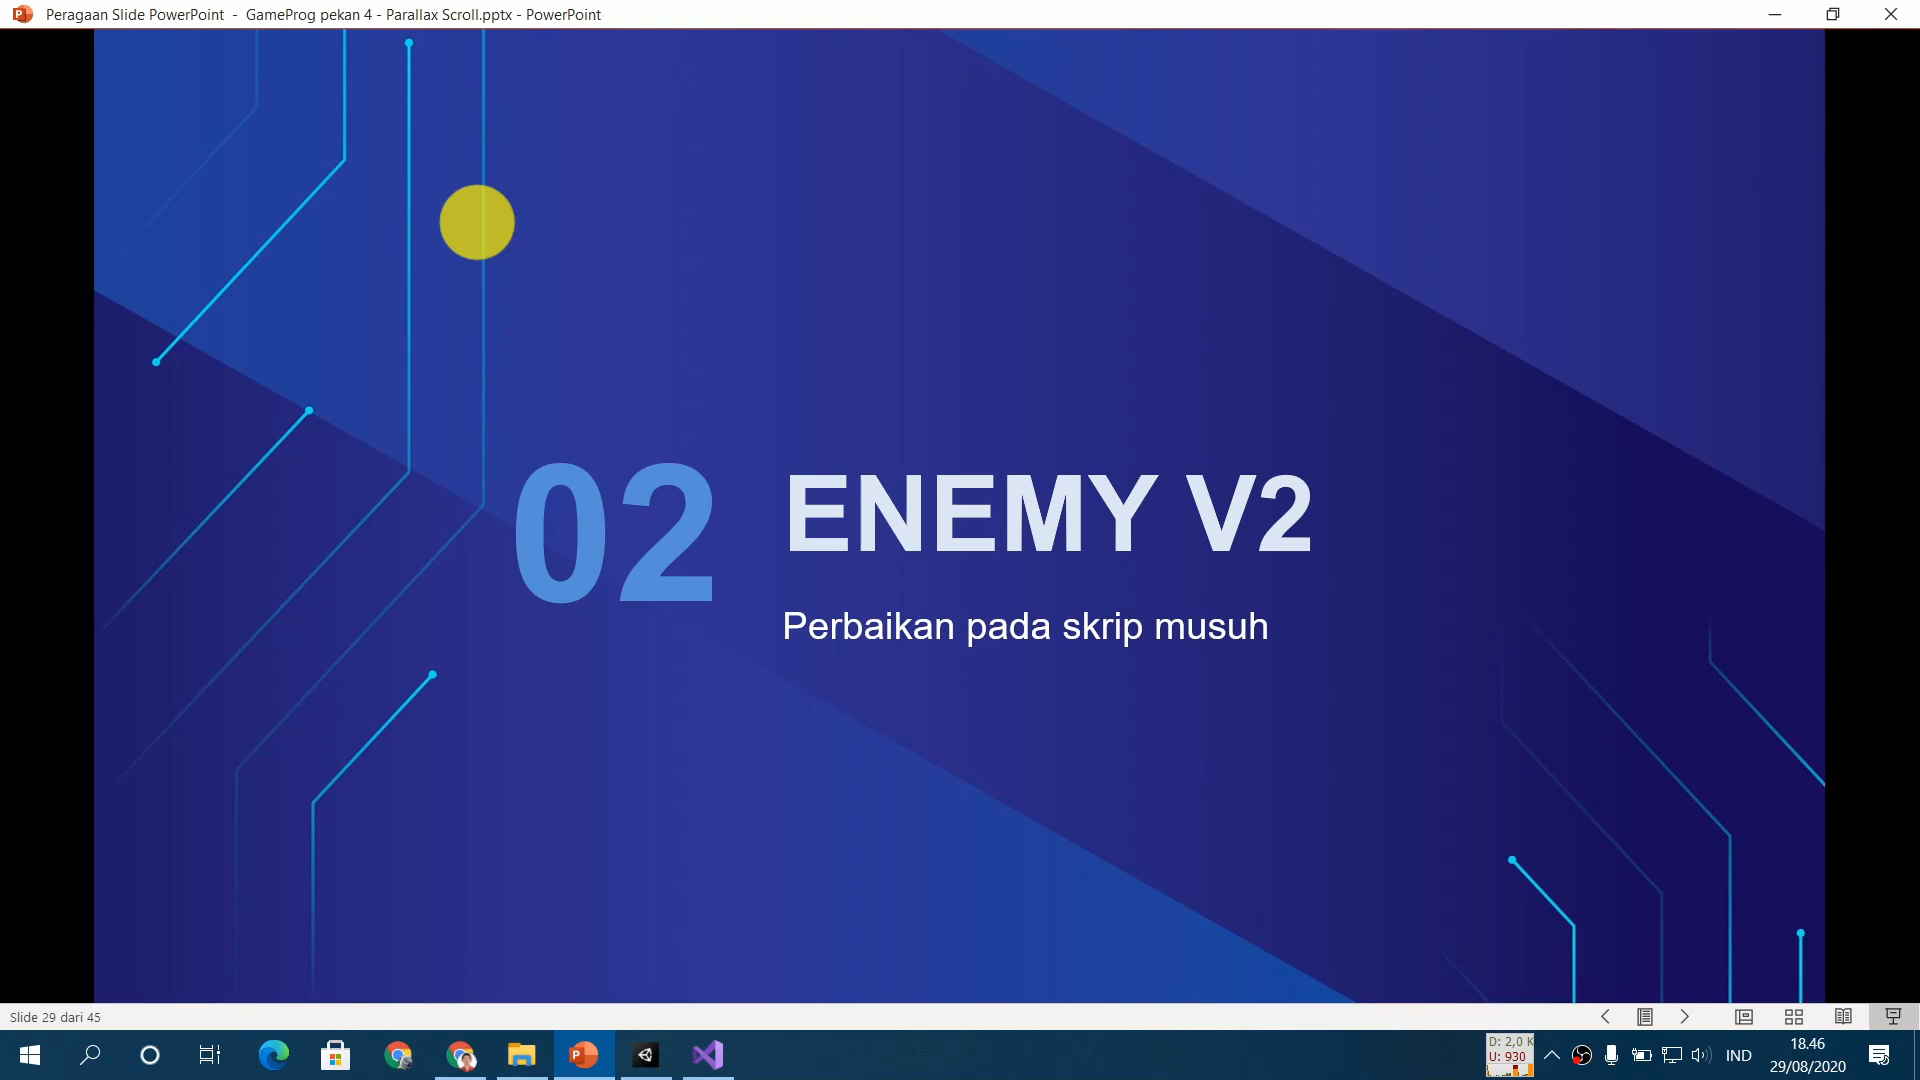 Peragaan Slide PowerPoint - GameProg pekan 4 - Parallax Scroll.pptx - PowerPoint
02
ENEMY V2
Perbaikan pada skrip musuh
Slide 29 dari 45
D: 2,0 K
U: 930
IND
18.46
29/08/2020